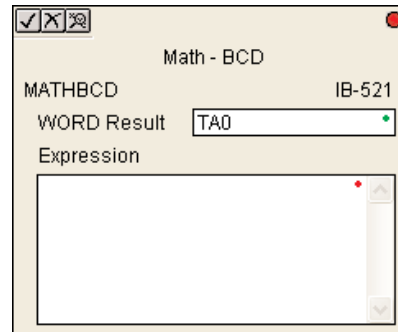 Math - BCD
MATHBCD IB-521
WORD Result TA0
Expression